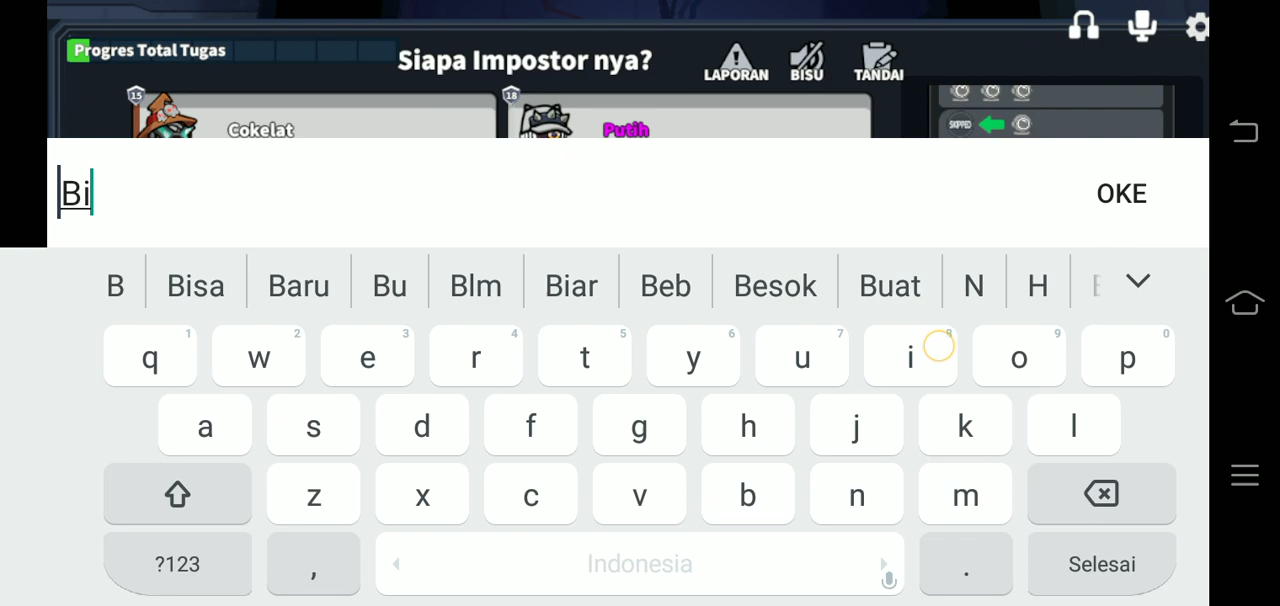 Progres Total Tugas
Siapa Impostor nya?
LAPORAN
BISU
TANDAI
15
Cokelat
18
Putih
SKIPPED
Bi
OKE
B Bisa Baru Bu Blm Biar Beb Besok Buat N H
1 2 3 4 5 6 7 8 9 0
q w e r t y u i o p
a s d f g h j k l
z x c v b n m
?123 , Indonesia . Selesai